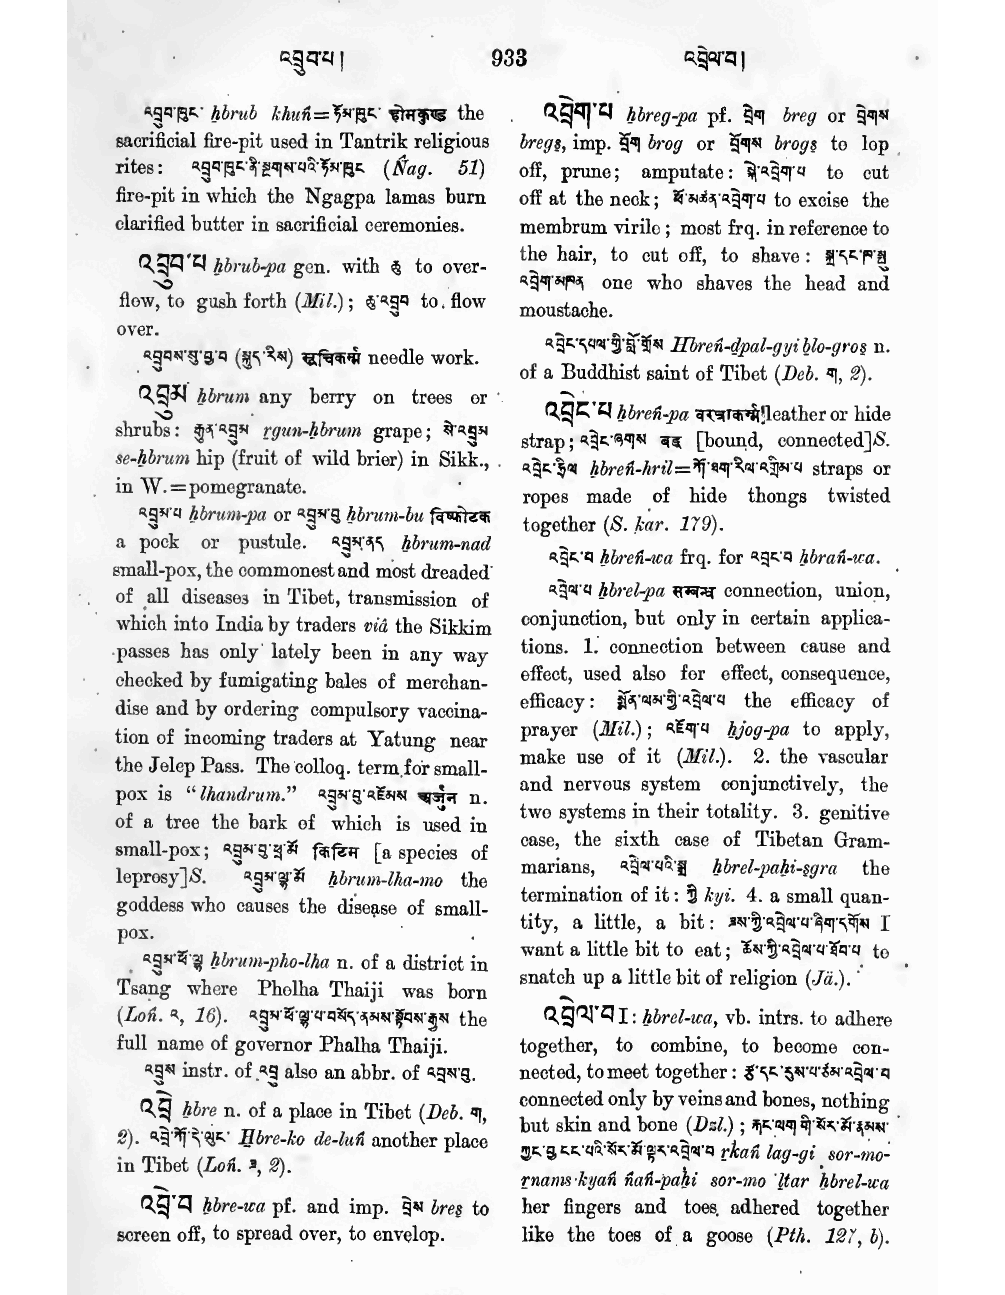 འབྲུབ་པ།
933
འབྲེལ་བ།
འབྲུབ་ཁུང་ ḥbrub khuṅ=ཧོམ་ཁུང་ होमकुण्ड the
sacrificial fire-pit used in Tantrik religious
rites: འབྲུབ་ཁུང་ནི་སྔགས་པའི་ཧོམ་ཁུང (Ṅag. 51)
fire-pit in which the Ngagpa lamas burn
clarified butter in sacrificial ceremonies.
འབྲུབ་པ ḥbrub-pa gen. with ཆུ to over-
flow, to gush forth (Mil.); ཆུ་འབྲུབ to flow
over.
འབྲུབས་སུ་བྱ་བ (སྐུད་རིས) needle work.
འབྲུམ ḥbrum any berry on trees or
shrubs: རྒུན་འབྲུམ rgun-ḥbrum grape; སེ་འབྲུམ
se-ḥbrum hip (fruit of wild brier) in Sikk.,
in W.=pomegranate.
འབྲུམ་པ ḥbrum-pa or འབྲུམ་བུ ḥbrum-bu विष्फोटक
a pock or pustule. འབྲུམ་ནད ḥbrum-nad
small-pox, the commonest and most dreaded
of all diseases in Tibet, transmission of
which into India by traders viâ the Sikkim
passes has only lately been in any way
checked by fumigating bales of merchan-
dise and by ordering compulsory vaccina-
tion of incoming traders at Yatung near
the Jelep Pass. The colloq. term for small-
pox is "lhandrum." འབྲུམ་བུ་འཇོམས अर्जुन n.
of a tree the bark of which is used in
small-pox; འབྲུམ་བུ་ཕྲ་མོ किटिम [a species of
leprosy]S. འབྲུམ་ལྷ་མོ ḥbrum-lha-mo the
goddess who causes the disease of small-
pox.
འབྲུམ་ཕོ་ལྷ ḥbrum-pho-lha n. of a district in
Tsang where Pholha Thaiji was born
(Loṅ. འ, 16). འབྲུམ་ཕོ་ལྷ་པ་བསོད་ནམས་སྟོབས་རྒྱས the
full name of governor Phalha Thaiji.
འབྲུས instr. of འབྲུ also an abbr. of འབྲས་བུ.
འབྲེ ḥbre n. of a place in Tibet (Deb. ག,
2). འབྲེ་ཀོ་དེ་ལུང་ Ḥbre-ko de-luṅ another place
in Tibet (Loṅ. ཨ, 2).
འབྲེ་བ ḥbre-wa pf. and imp. བྲེས breṣ to
screen off, to spread over, to envelop.
འབྲེག་པ ḥbreg-pa pf. བྲེག breg or བྲེགས
bregṣ, imp. བྲོག brog or བྲོགས brogṣ to lop
off, prune; amputate: སྐེ་འབྲེག་པ to cut
off at the neck; ཕོ་མཚན་འབྲེག་པ to excise the
membrum virile; most frq. in reference to
the hair, to cut off, to shave: སྐྲ་དང་ཁ་སྤུ
འབྲེག་མཁན one who shaves the head and
moustache.
འབྲེང་དཔལ་གྱི་བློ་གྲོས Ḥbreṅ-dpal-gyi blo-groṣ n.
of a Buddhist saint of Tibet (Deb. ག, 2).
འབྲེང་པ ḥbreṅ-pa वरत्राकर्म्म leather or hide
strap; འབྲེང་ཞགས बद्ध [bound, connected]S.
འབྲེང་ཧྲིལ ḥbreṅ-hril=ཀོ་ཐག་རིལ་འགྲིམ་པ straps or
ropes made of hide thongs twisted
together (S. kar. 179).
འབྲེང་བ ḥbreṅ-wa frq. for འབྲང་བ ḥbraṅ-wa.
འབྲེལ་པ ḥbrel-pa सम्बन्ध connection, union,
conjunction, but only in certain applica-
tions. 1. connection between cause and
effect, used also for effect, consequence,
efficacy: སྨོན་ལམ་གྱི་འབྲེལ་པ the efficacy of
prayer (Mil.); འཇོག་པ ḥjog-pa to apply,
make use of it (Mil.). 2. the vascular
and nervous system conjunctively, the
two systems in their totality. 3. genitive
case, the sixth case of Tibetan Gram-
marians, འབྲེལ་པའི་སྒྲ ḥbrel-paḥi-sgra the
termination of it: ཀྱི kyi. 4. a small quan-
tity, a little, a bit: ཟས་ཀྱི་འབྲེལ་པ་ཞིག་དགོས I
want a little bit to eat; ཆོས་ཀྱི་འབྲེལ་པ་ཐོབ་པ to
snatch up a little bit of religion (Jä.).
འབྲེལ་བ I: ḥbrel-wa, vb. intrs. to adhere
together, to combine, to become con-
nected, to meet together: རྩ་དང་རུས་པ་ཙམ་འབྲེལ་བ
connected only by veins and bones, nothing
but skin and bone (Dzl.); རྐང་ལག་གི་སོར་མོ་རྣམས་
ཀྱང་ངང་པའི་སོར་མོ་ལྟར་འབྲེལ་བ rkaṅ lag-gi sor-mo-
rnams-kyaṅ ṅaṅ-paḥi sor-mo ltar ḥbrel-wa
her fingers and toes adhered together
like the toes of a goose (Pth. 127, b).